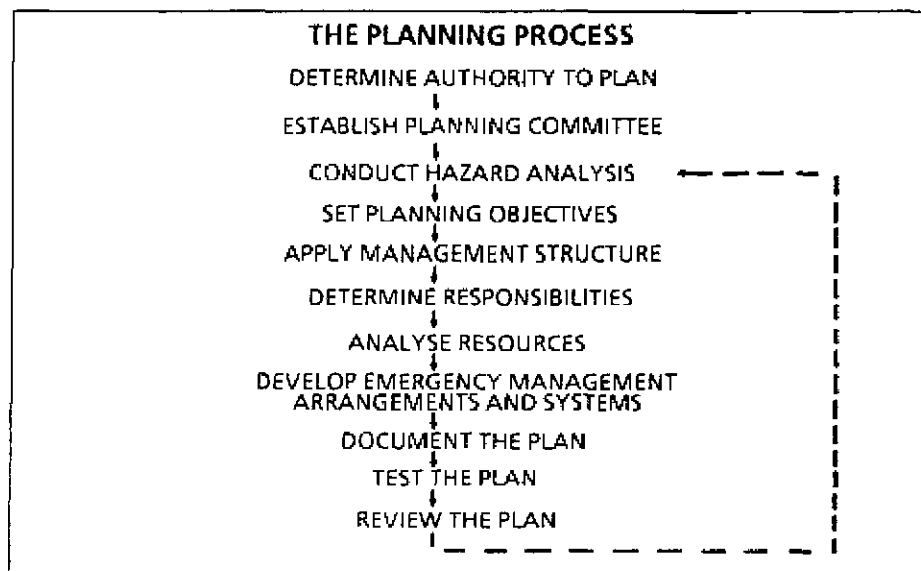 THE PLANNING PROCESS
DETERMINE AUTHORITY TO PLAN
ESTABLISH PLANNING COMMITTEE
CONDUCT HAZARD ANALYSIS
SET PLANNING OBJECTIVES
APPLY MANAGEMENT STRUCTURE
DETERMINE RESPONSIBILITIES
ANALYSE RESOURCES
DEVELOP EMERGENCY MANAGEMENT
ARRANGEMENTS AND SYSTEMS
DOCUMENT THE PLAN
TEST THE PLAN
REVIEW THE PLAN